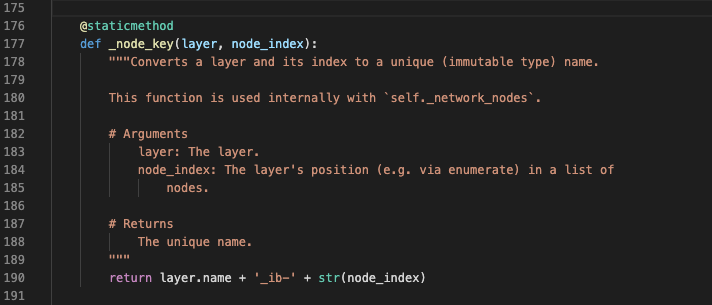 175
176 @staticmethod
177 def _node_key(layer, node_index):
178 """Converts a layer and its index to a unique (immutable type) name.
179
180 This function is used internally with `self._network_nodes`.
181
182 # Arguments
183 layer: The layer.
184 node_index: The layer's position (e.g. via enumerate) in a list of
185 nodes.
186
187 # Returns
188 The unique name.
189 """
190 return layer.name + '_ib-' + str(node_index)
191